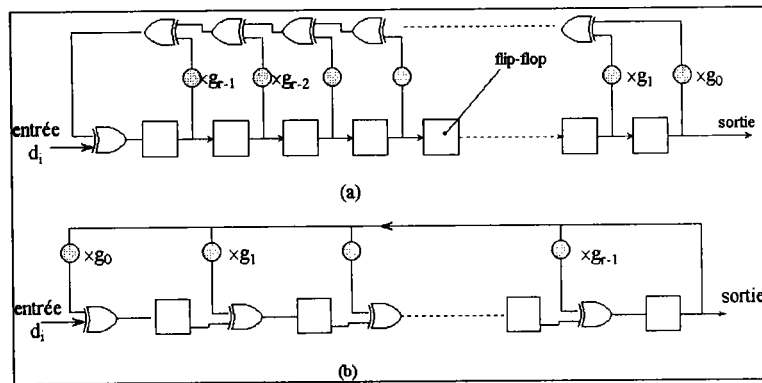 ×g_{r-1} ×g_{r-2} ×g_1 ×g_0
flip-flop
entrée
d_i
sortie
(a)
×g_0 ×g_1 ×g_{r-1}
entrée
d_i
sortie
(b)